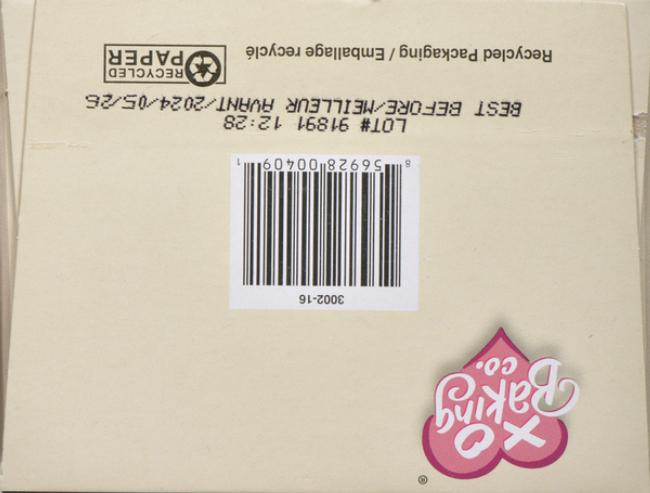 ®
XO
Baking
CO.
3002-16
8 56928 00409 1
LOT# 91891 12:28
BEST BEFORE/MEILLEUR AVANT/2024/05/26
Recycled Packaging / Emballage recyclé
RECYCLED
PAPER